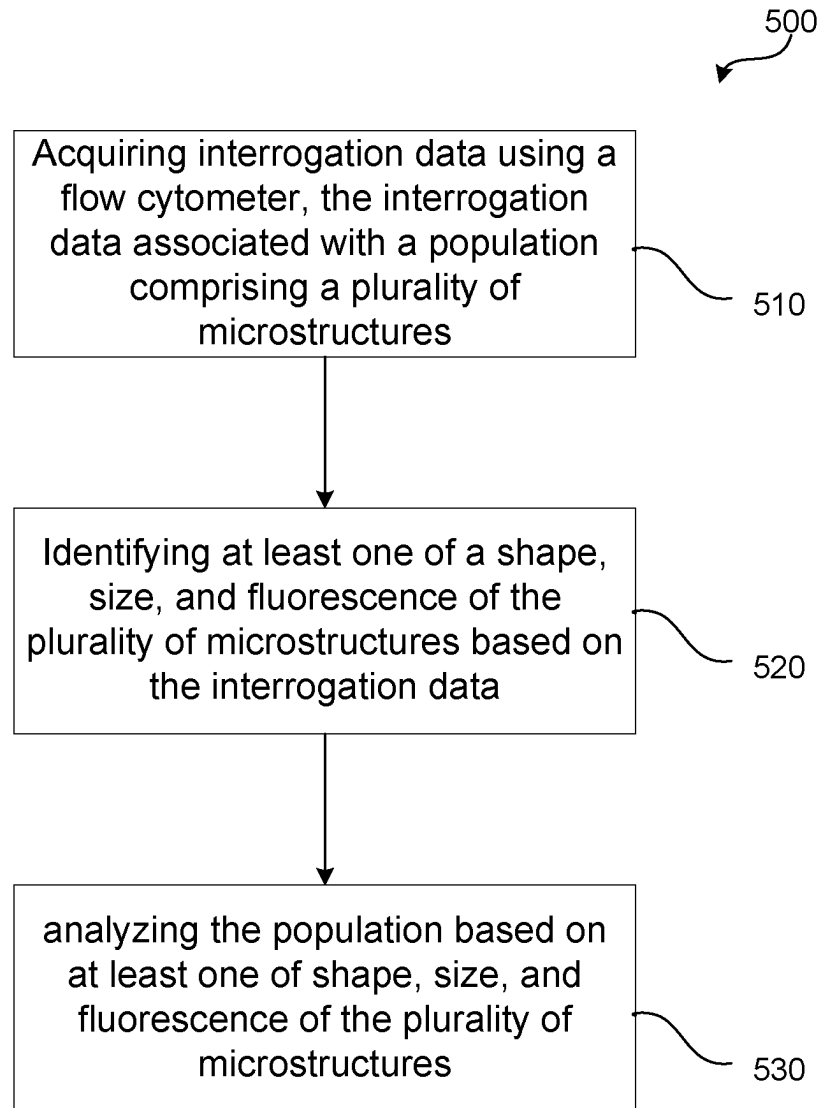 500
Acquiring interrogation data using a
flow cytometer, the interrogation
data associated with a population
comprising a plurality of
microstructures
510
Identifying at least one of a shape,
size, and fluorescence of the
plurality of microstructures based on
the interrogation data
520
analyzing the population based on
at least one of shape, size, and
fluorescence of the plurality of
microstructures
530